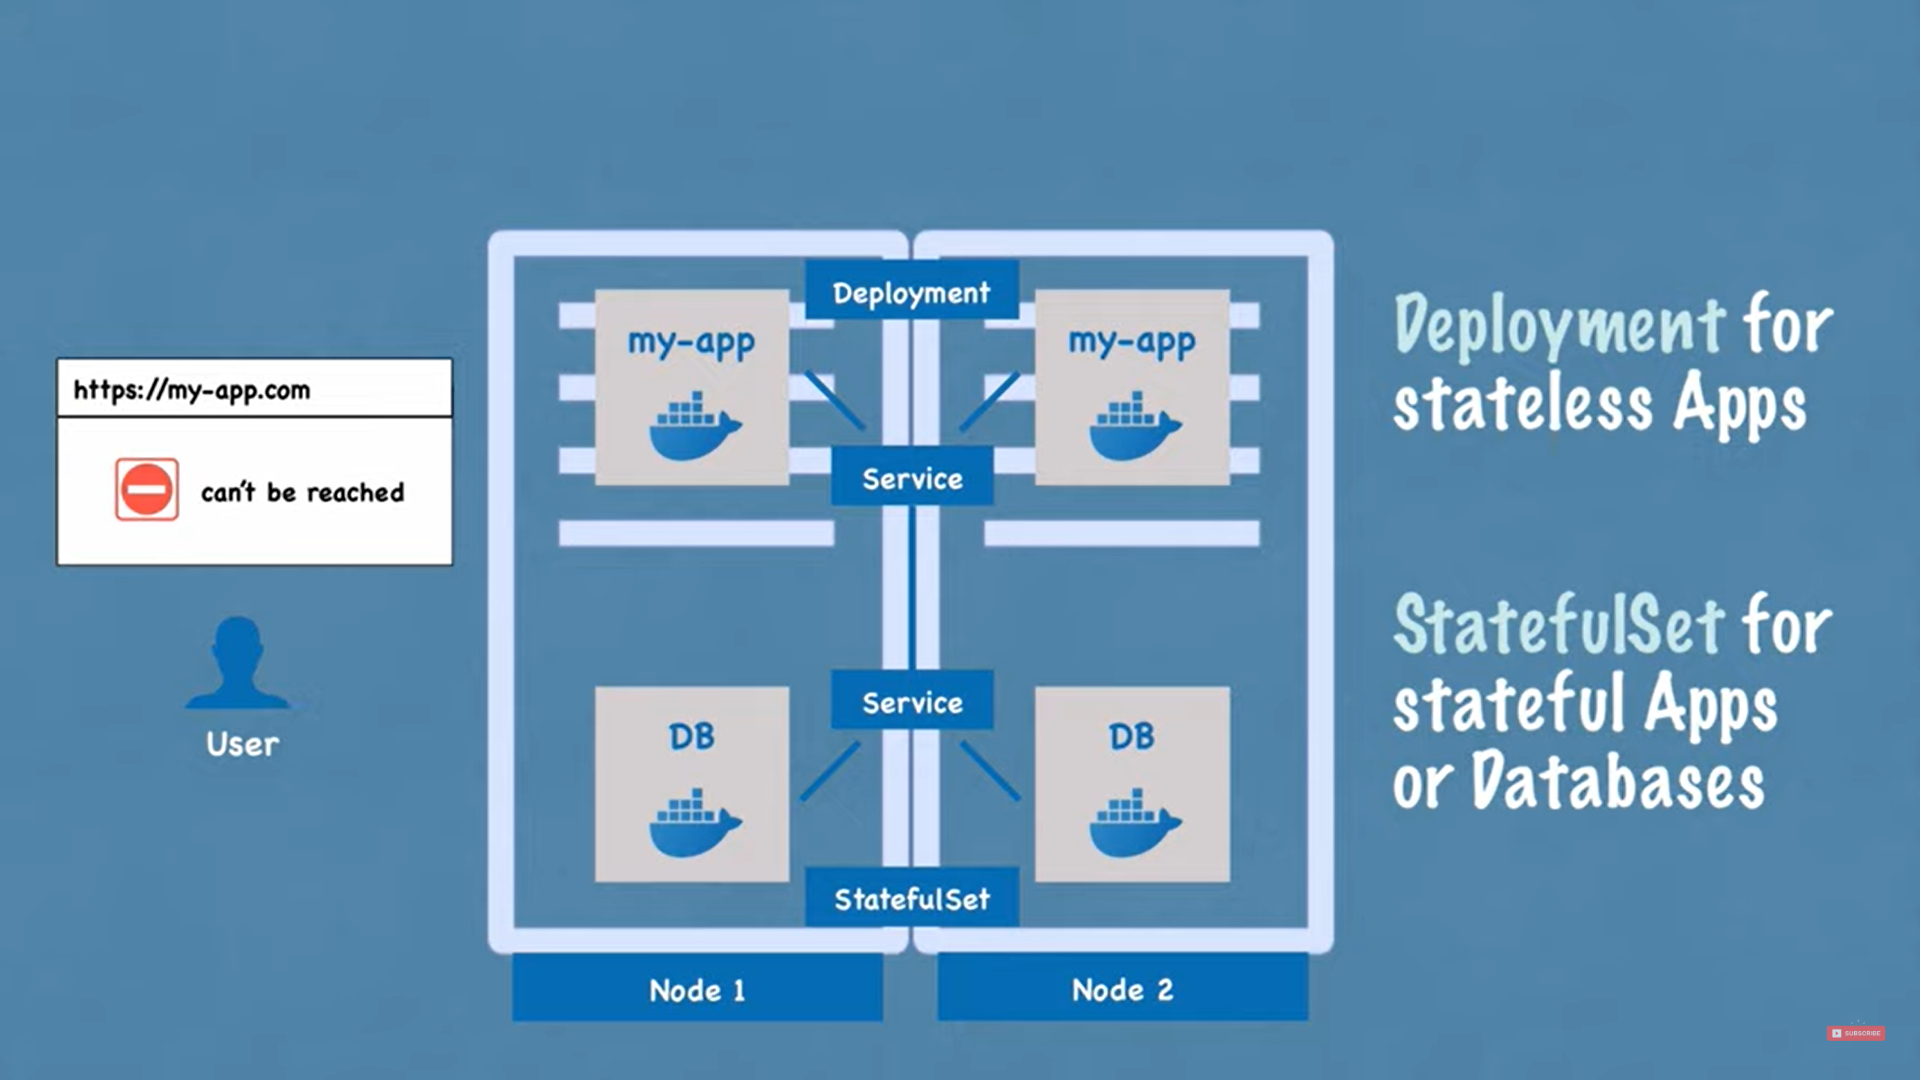 https://my-app.com
can't be reached
User
Deployment
my-app
my-app
Service
Service
DB
DB
StatefulSet
Node 1
Node 2
Deployment for
stateless Apps
StatefulSet for
stateful Apps
or Databases
SUBSCRIBE